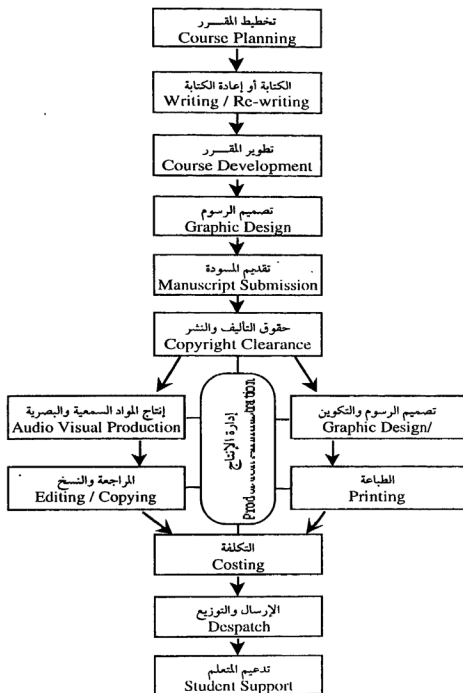 تخطيط المقـــرر
Course Planning
الكتابة أو إعادة الكتابة
Writing / Re-writing
تطوير المقـــرر
Course Development
تصميم الرسوم
Graphic Design
تقديم المسودة
Manuscript Submission
حقوق التأليف والنشر
Copyright Clearance
إنتاج المواد السمعية والبصرية
Audio Visual Production
إدارة الإنتاج
تصميم الرسوم والتكوين
Graphic Design/
المراجعة والنسخ
Editing / Copying
الطباعة
Printing
التكلفة
Costing
الإرسال والتوزيع
Despatch
تدعيم المتعلم
Student Support